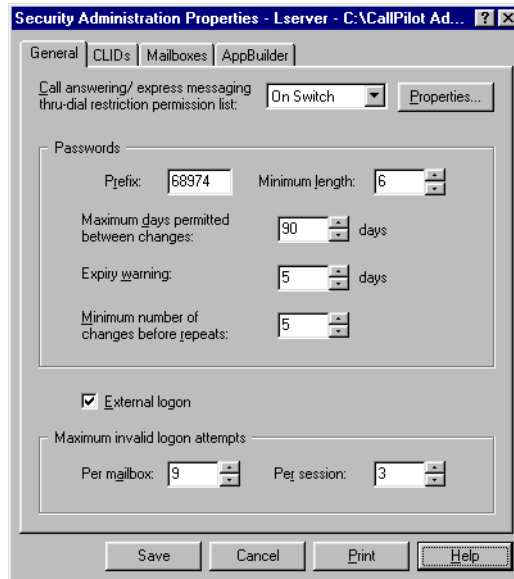 Security Administration Properties - Lserver - C:\CallPilot Ad...
General CLIDs Mailboxes AppBuilder
Call answering/ express messaging
thru-dial restriction permission list: On Switch Properties...
Passwords
Prefix: 68974 Minimum length: 6
Maximum days permitted
between changes: 90 days
Expiry warning: 5 days
Minimum number of
changes before repeats: 5
External logon
Maximum invalid logon attempts
Per mailbox: 9 Per session: 3
Save Cancel Print Help